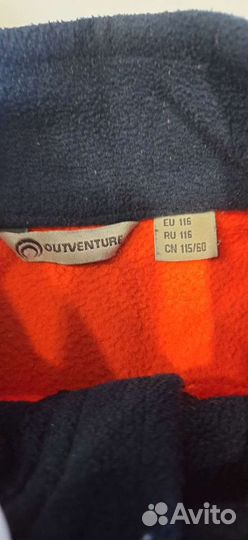 OUTVENTURE
EU 116
RU 116
CN 115/60
Avito